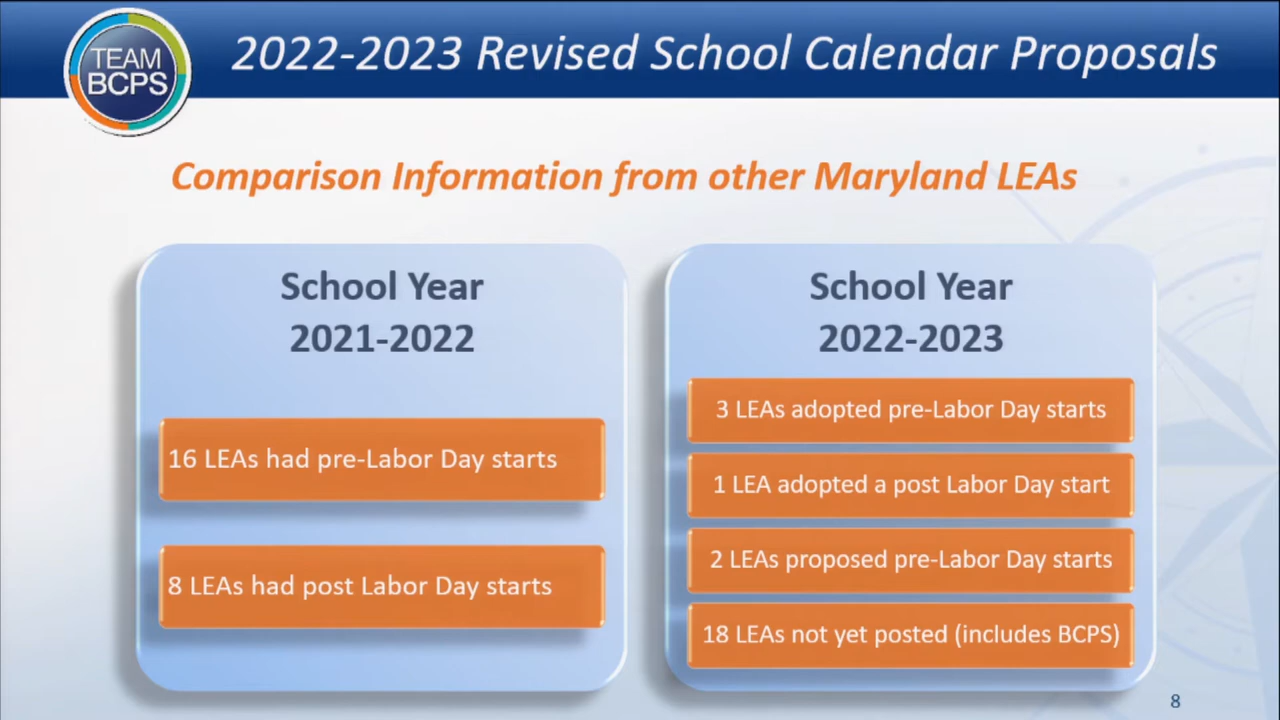 TEAM
BCPS
2022-2023 Revised School Calendar Proposals
Comparison Information from other Maryland LEAs
School Year
2021-2022
16 LEAs had pre-Labor Day starts
8 LEAs had post Labor Day starts
School Year
2022-2023
3 LEAs adopted pre-Labor Day starts
1 LEA adopted a post Labor Day start
2 LEAs proposed pre-Labor Day starts
18 LEAs not yet posted (includes BCPS)
8